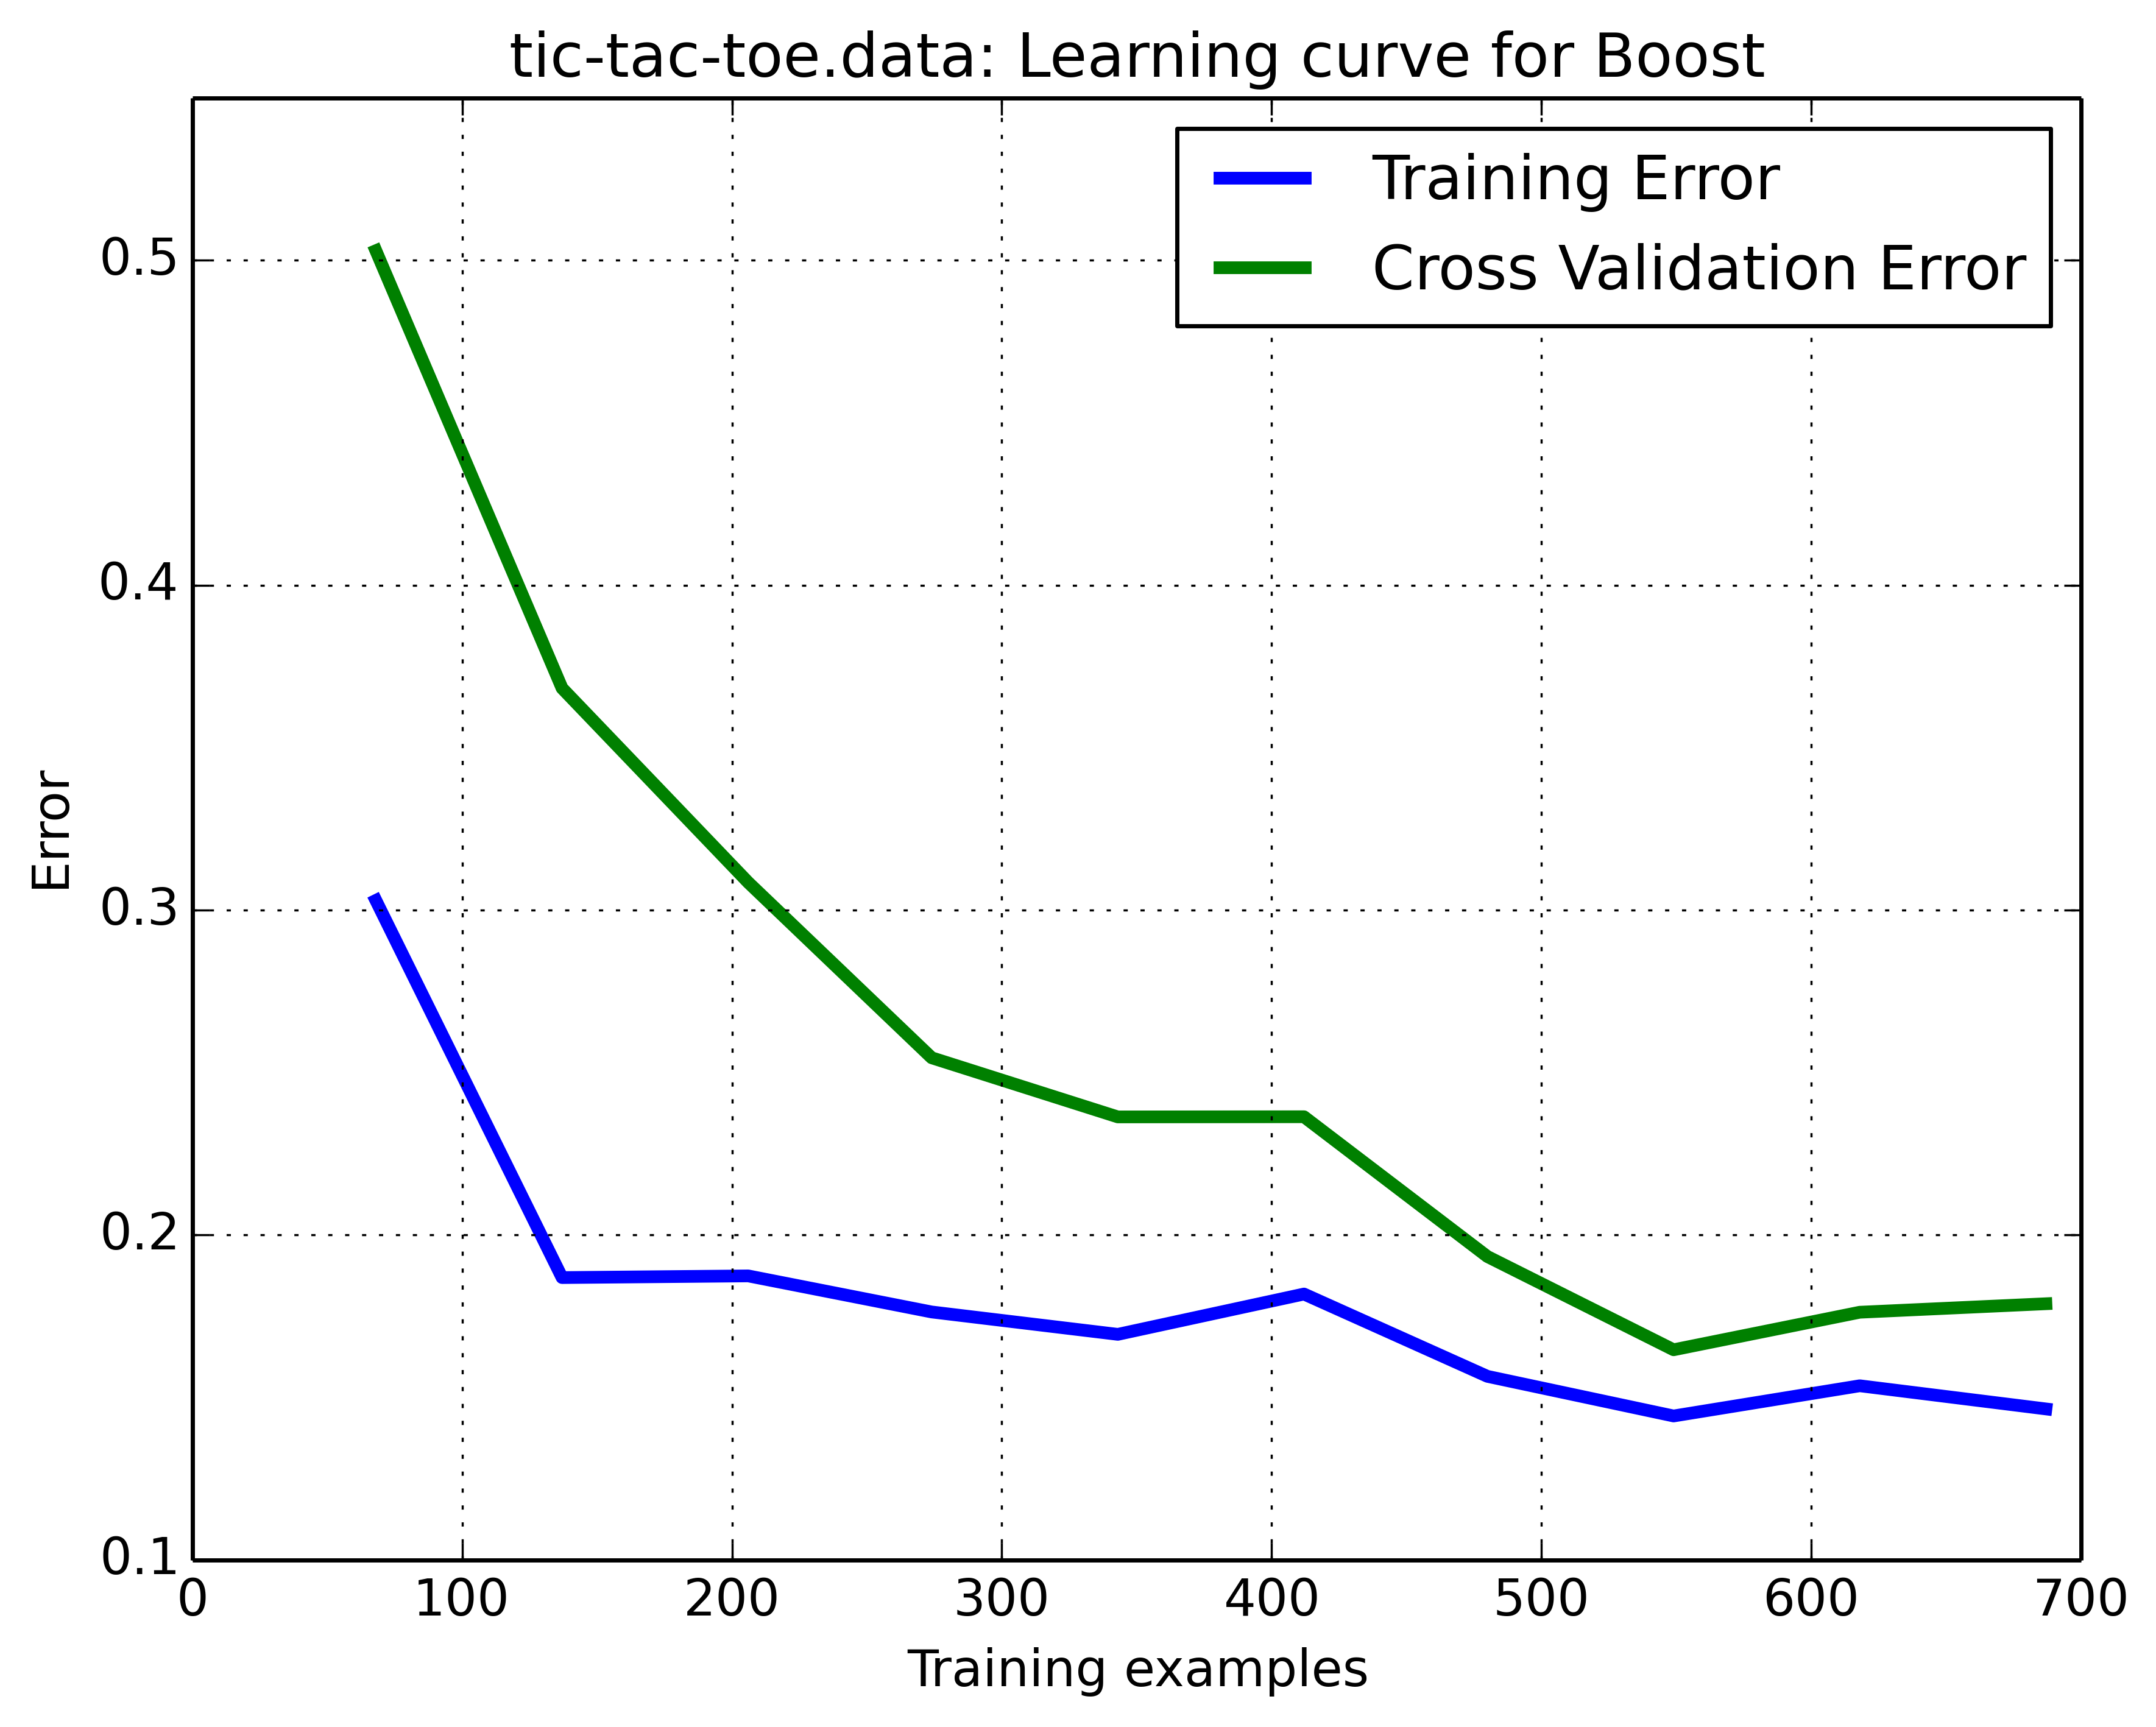 tic-tac-toe.data: Learning curve for Boost
Training Error
Cross Validation Error
0.5
0.4
0.3
0.2
0.1
Error
0 100 200 300 400 500 600 700
Training examples